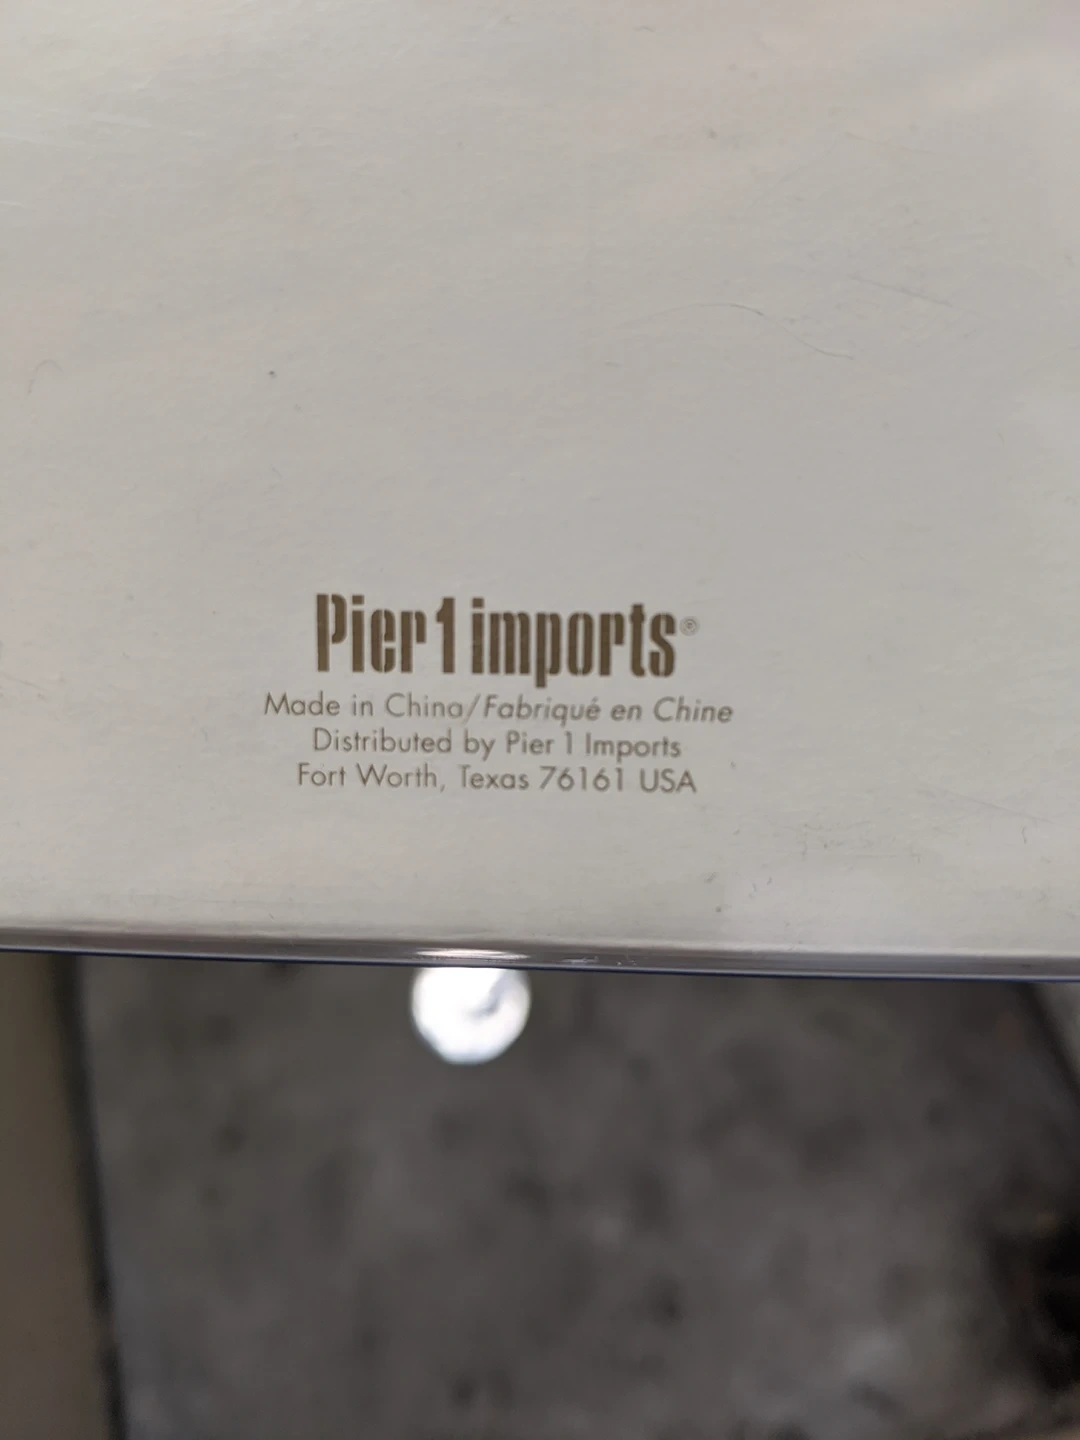 Pier 1 imports®
Made in China/Fabriqué en Chine
Distributed by Pier 1 Imports
Fort Worth, Texas 76161 USA